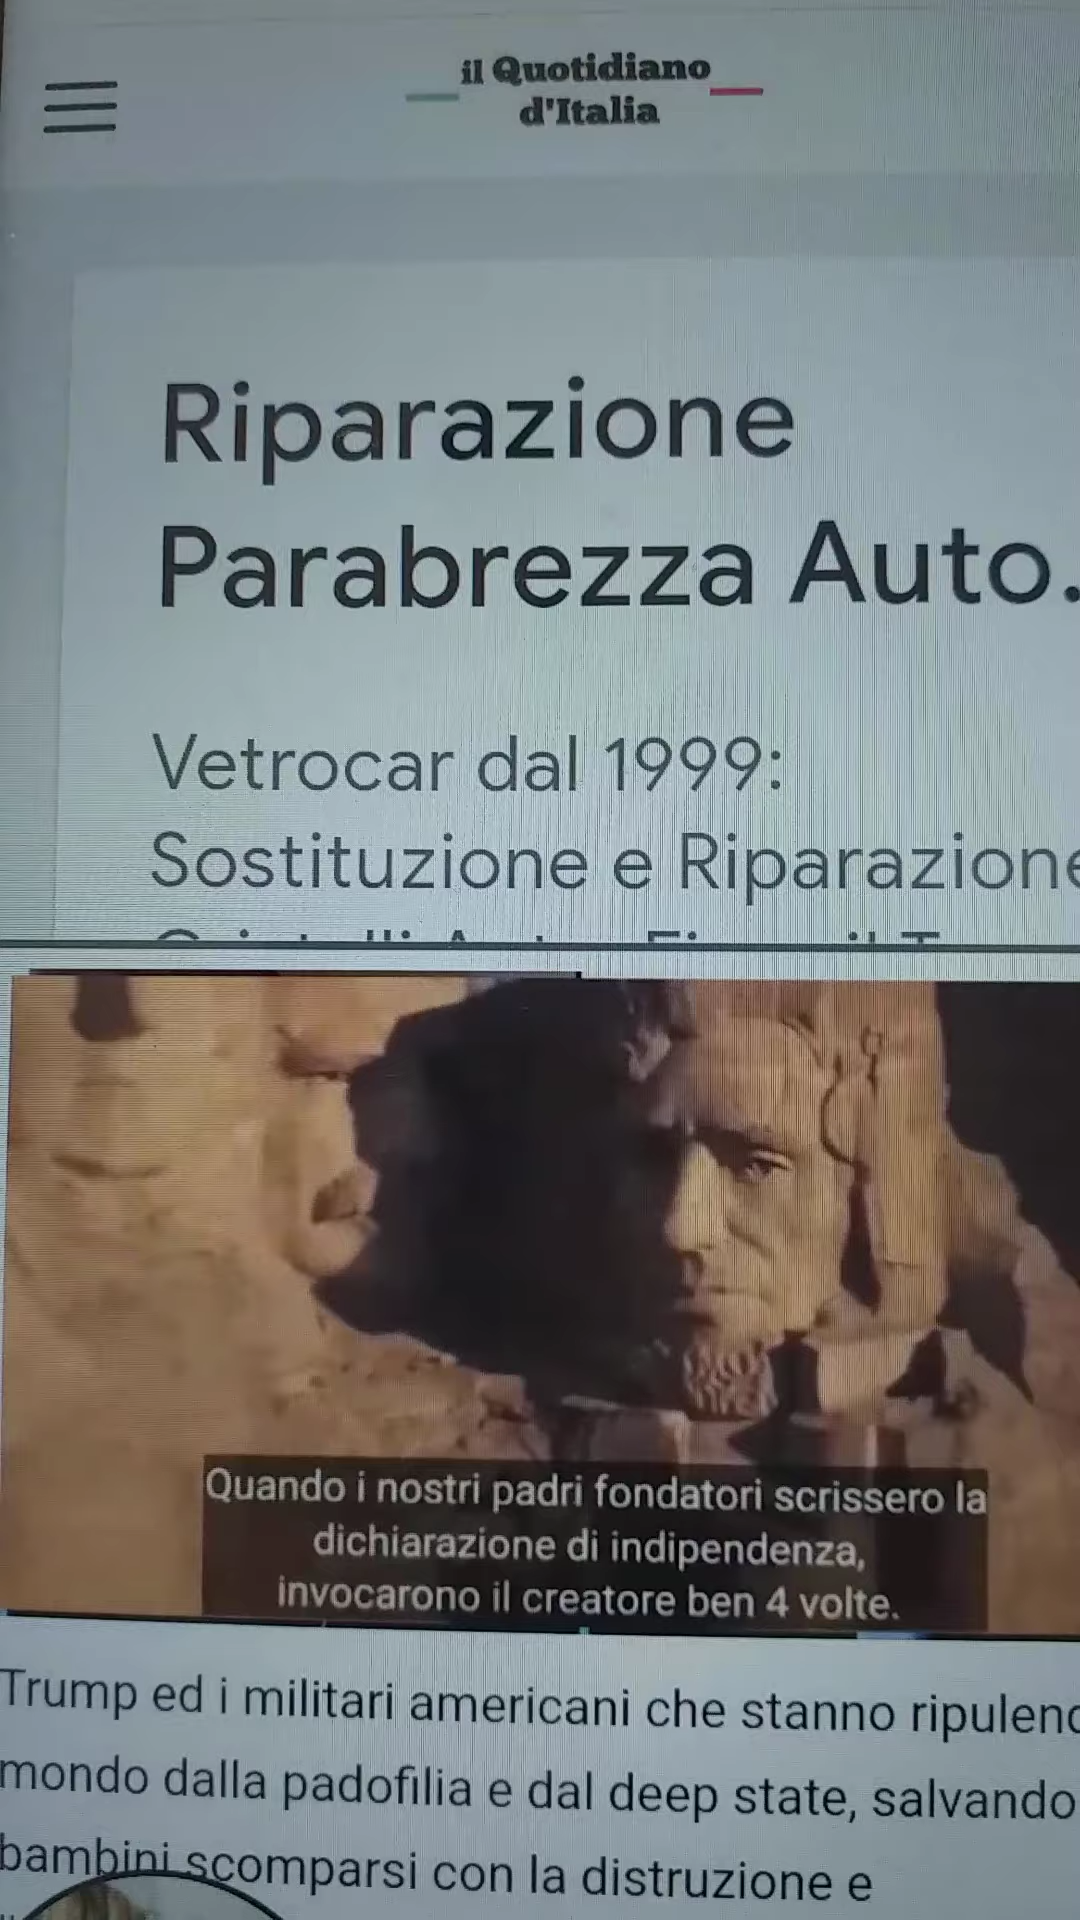 il Quotidiano
d'Italia
Riparazione
Parabrezza Auto.
Vetrocar dal 1999:
Sostituzione e Riparazione
Quando i nostri padri fondatori scrissero la
dichiarazione di indipendenza,
invocarono il creatore ben 4 volte.
Trump ed i militari americani che stanno
mondo dalla padofilia e dal deep state, salvando
bambini scomparsi con la distruzione e